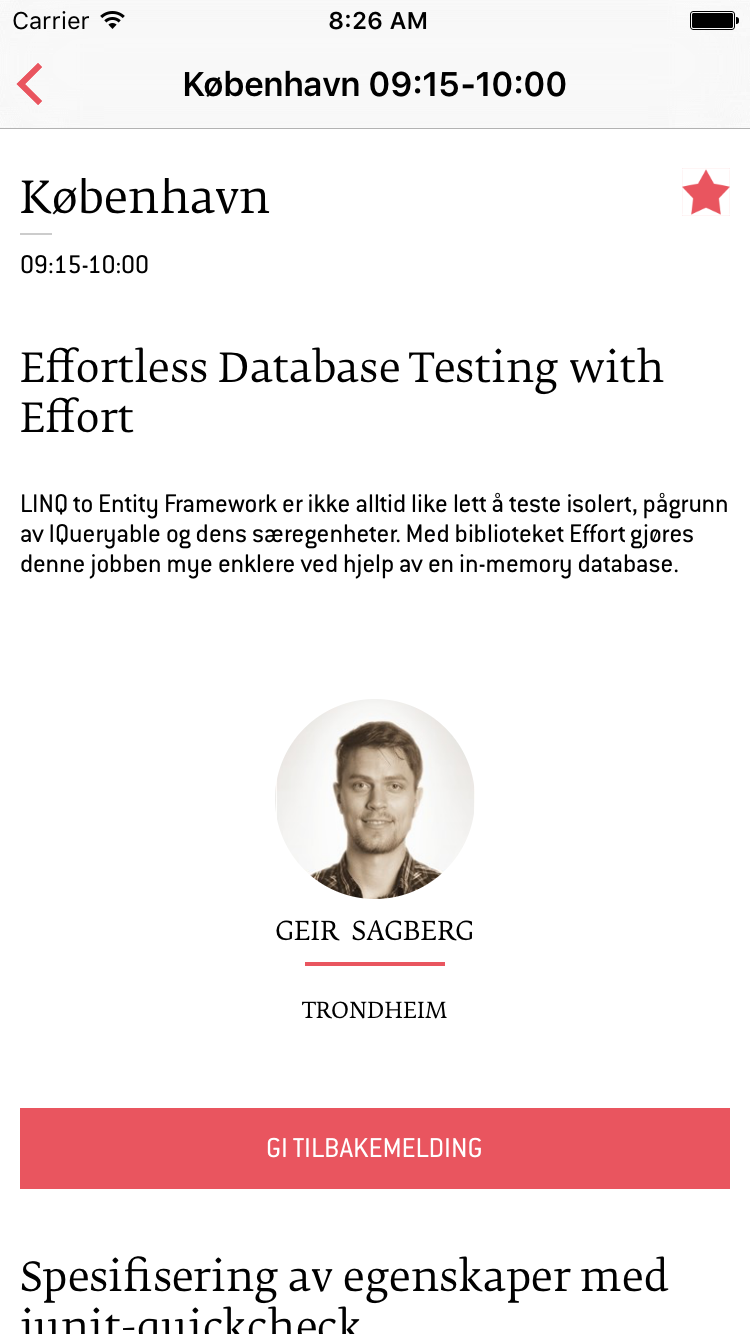 Carrier 8:26 AM
København 09:15-10:00
København
09:15-10:00
Effortless Database Testing with
Effort
LINQ to Entity Framework er ikke alltid like lett å teste isolert, pågrunn
av IQueryable og dens særegenheter. Med biblioteket Effort gjøres
denne jobben mye enklere ved hjelp av en in-memory database.
GEIR SAGBERG
TRONDHEIM
GI TILBAKEMELDING
Spesifisering av egenskaper med
junit-quickcheck